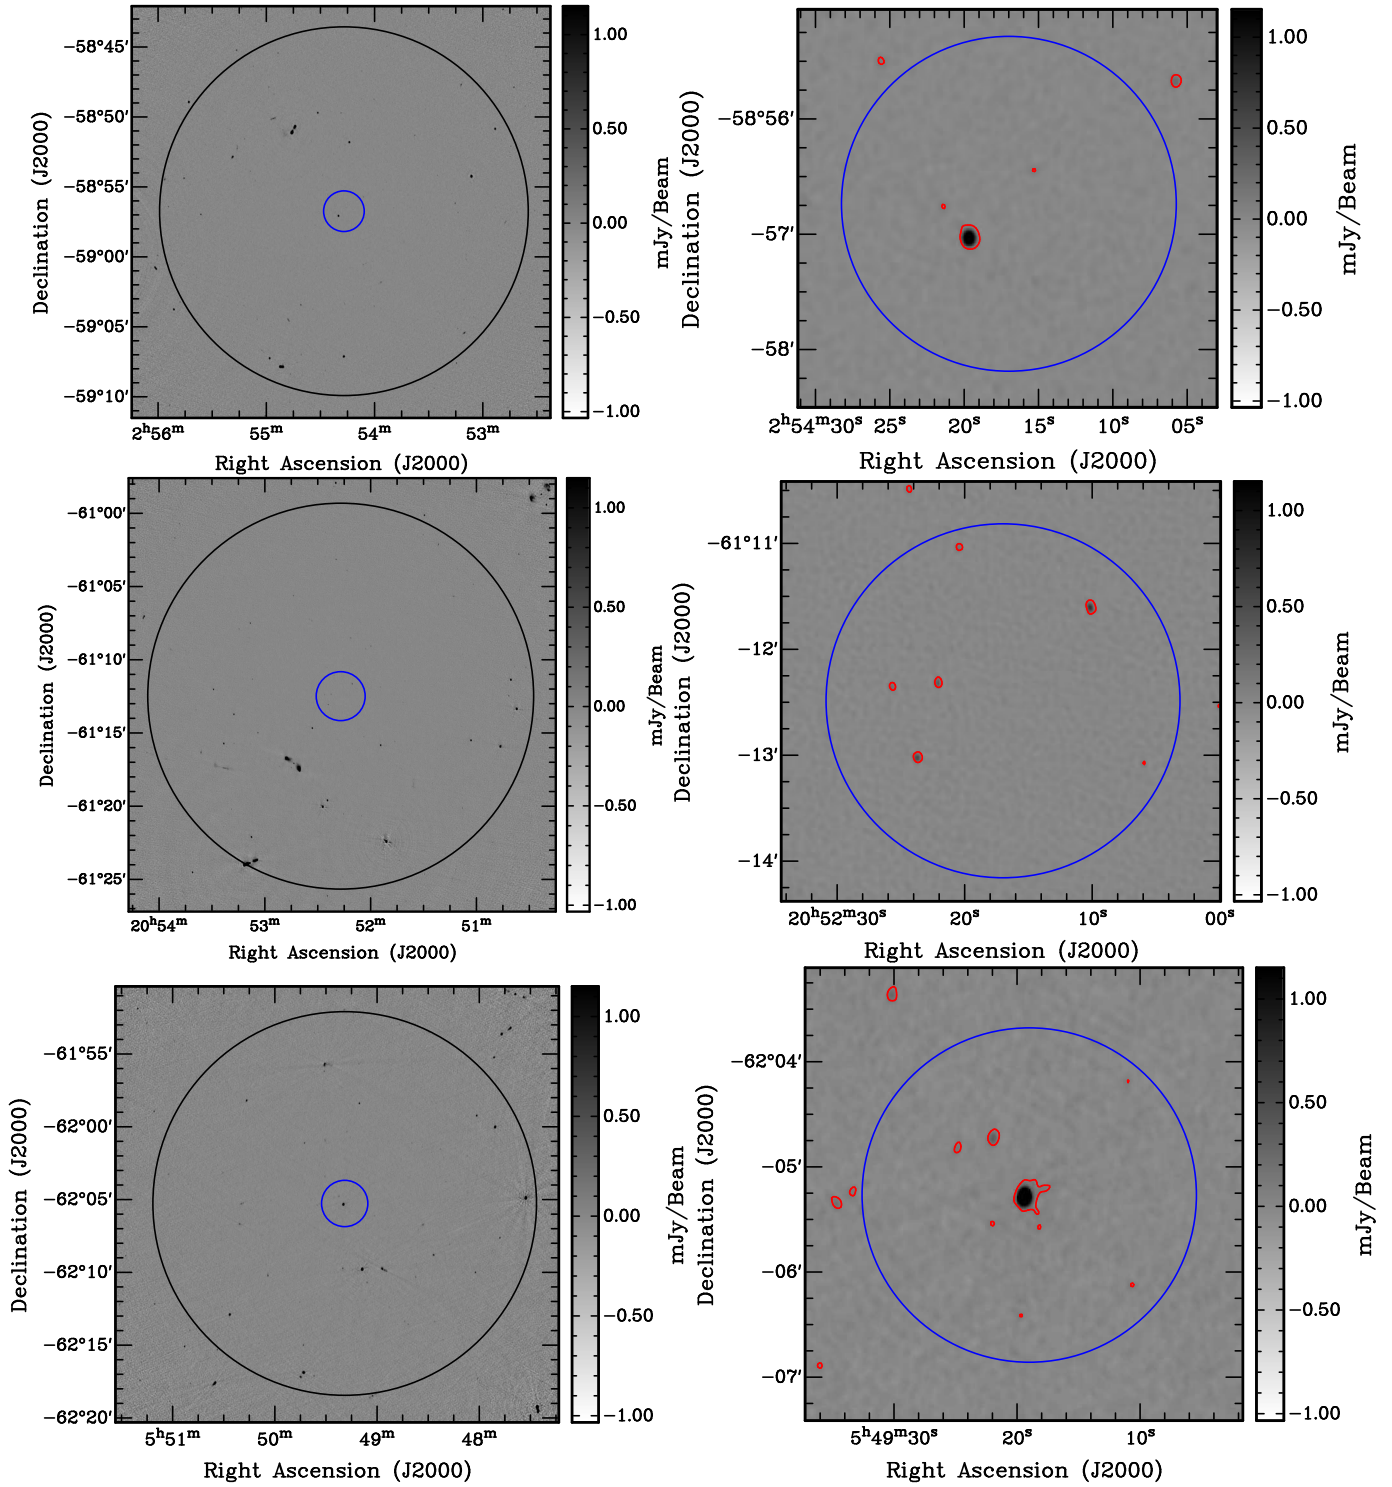 −58°45′
−58°50′
−58°55′
−59°00′
−59°05′
−59°10′
Declination (J2000)
2ʰ56ᵐ 55ᵐ 54ᵐ 53ᵐ
Right Ascension (J2000)
1.00
0.50
0.00
−0.50
−1.00
mJy/Beam
−58°56′
−57′
−58′
Declination (J2000)
2ʰ54ᵐ30ˢ 25ˢ 20ˢ 15ˢ 10ˢ 05ˢ
Right Ascension (J2000)
1.00
0.50
0.00
−0.50
−1.00
mJy/Beam
−61°00′
−61°05′
−61°10′
−61°15′
−61°20′
−61°25′
Declination (J2000)
20ʰ54ᵐ 53ᵐ 52ᵐ 51ᵐ
Right Ascension (J2000)
1.00
0.50
0.00
−0.50
−1.00
mJy/Beam
−61°11′
−12′
−13′
−14′
Declination (J2000)
20ʰ52ᵐ30ˢ 20ˢ 10ˢ 00ˢ
Right Ascension (J2000)
1.00
0.50
0.00
−0.50
−1.00
mJy/Beam
−61°55′
−62°00′
−62°05′
−62°10′
−62°15′
−62°20′
Declination (J2000)
5ʰ51ᵐ 50ᵐ 49ᵐ 48ᵐ
Right Ascension (J2000)
1.00
0.50
0.00
−0.50
−1.00
mJy/Beam
−62°04′
−05′
−06′
−07′
Declination (J2000)
5ʰ49ᵐ30ˢ 20ˢ 10ˢ
Right Ascension (J2000)
1.00
0.50
0.00
−0.50
−1.00
mJy/Beam